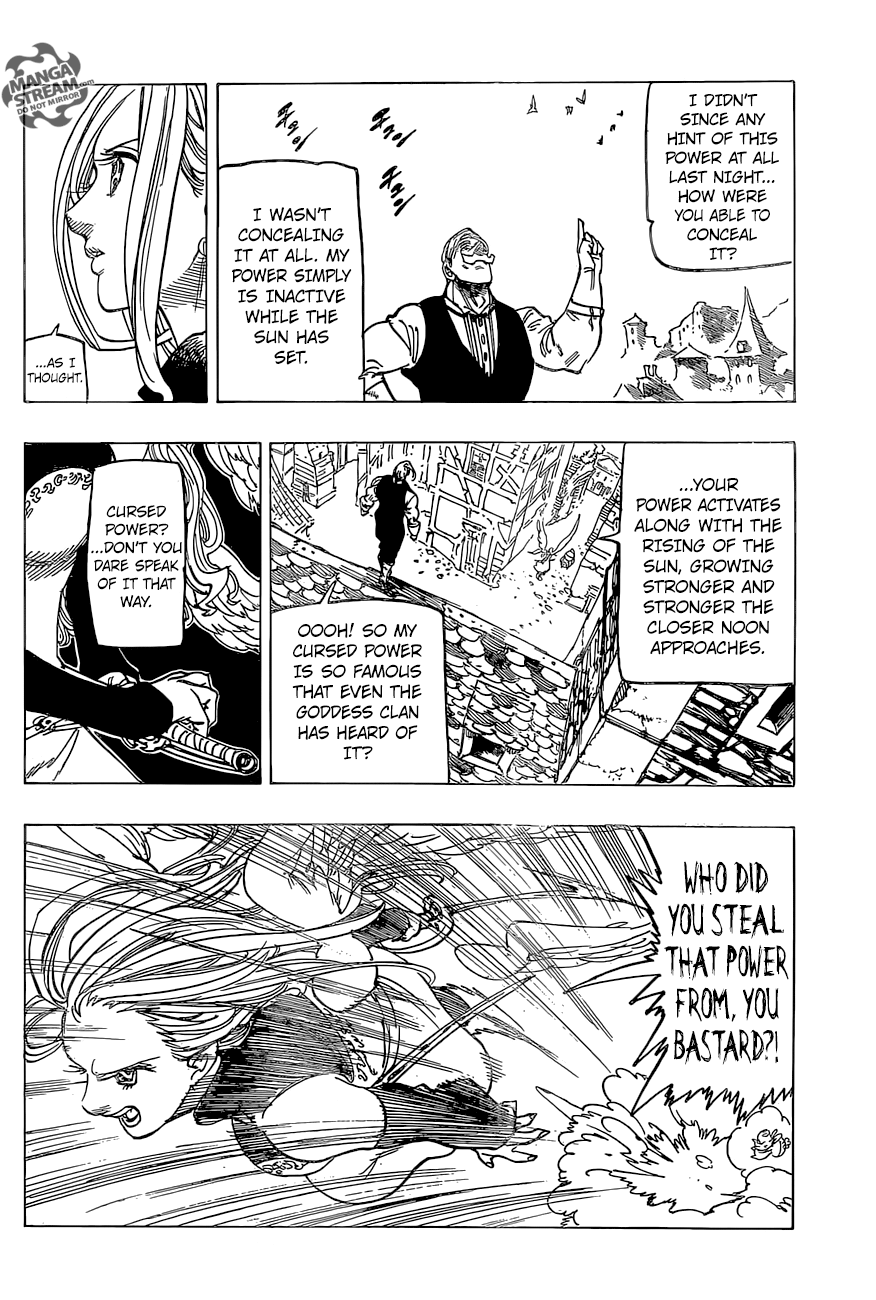 MANGA
STREAM.com
DO NOT MIRROR
I DIDN'T
SINCE ANY
HINT OF THIS
POWER AT ALL
LAST NIGHT...
HOW WERE
YOU ABLE TO
CONCEAL
IT?
I WASN'T
CONCEALING
IT AT ALL. MY
POWER SIMPLY
IS INACTIVE
WHILE THE
SUN HAS
SET.
...AS I
THOUGHT.
...YOUR
POWER ACTIVATES
ALONG WITH THE
RISING OF THE
SUN, GROWING
STRONGER AND
STRONGER THE
CLOSER NOON
APPROACHES.
OOOH! SO MY
CURSED POWER
IS SO FAMOUS
THAT EVEN THE
GODDESS CLAN
HAS HEARD OF
IT?
CURSED
POWER?
...DON'T YOU
DARE SPEAK
OF IT THAT
WAY.
WHO DID
YOU STEAL
THAT POWER
FROM, YOU
BASTARD?!